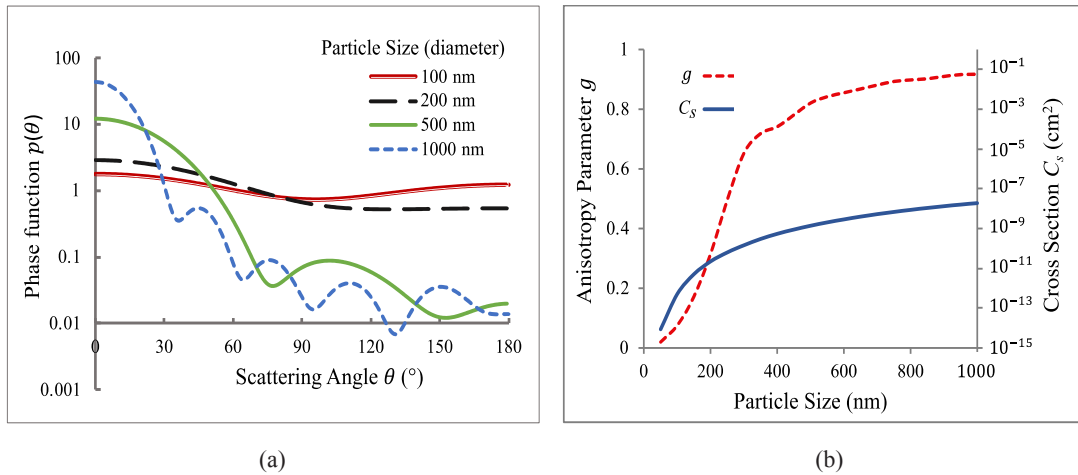 Particle Size (diameter)
100 nm
200 nm
500 nm
1000 nm
Phase function p(θ)
100
10
1
0.1
0.01
0.001
0
30
60
90
120
150
180
Scattering Angle θ (°)
(a)
g
Cₛ
Anisotropy Parameter g
1
0.8
0.6
0.4
0.2
0
Cross Section Cₛ (cm²)
10⁻¹
10⁻³
10⁻⁵
10⁻⁷
10⁻⁹
10⁻¹¹
10⁻¹³
10⁻¹⁵
0
200
400
600
800
1000
Particle Size (nm)
(b)